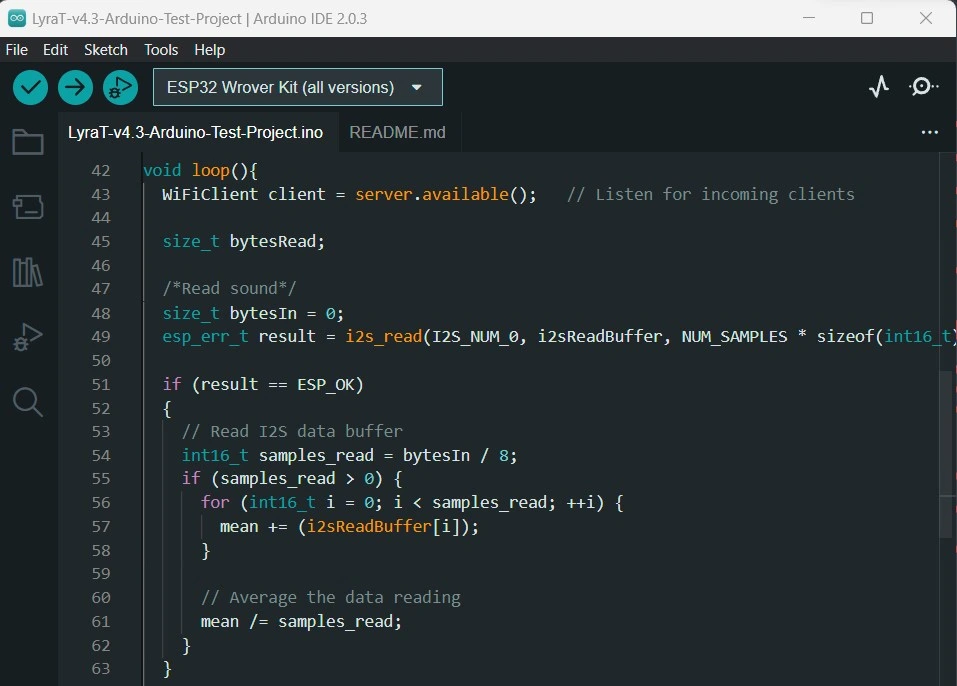 LyraT-v4.3-Arduino-Test-Project | Arduino IDE 2.0.3
File Edit Sketch Tools Help
ESP32 Wrover Kit (all versions)
LyraT-v4.3-Arduino-Test-Project.ino README.md
42 void loop(){
43 WiFiClient client = server.available(); // Listen for incoming clients
44
45 size_t bytesRead;
46
47 /*Read sound*/
48 size_t bytesIn = 0;
49 esp_err_t result = i2s_read(I2S_NUM_0, i2sReadBuffer, NUM_SAMPLES * sizeof(int16_t)
50
51 if (result == ESP_OK)
52 {
53 // Read I2S data buffer
54 int16_t samples_read = bytesIn / 8;
55 if (samples_read > 0) {
56 for (int16_t i = 0; i < samples_read; ++i) {
57 mean += (i2sReadBuffer[i]);
58 }
59
60 // Average the data reading
61 mean /= samples_read;
62 }
63 }